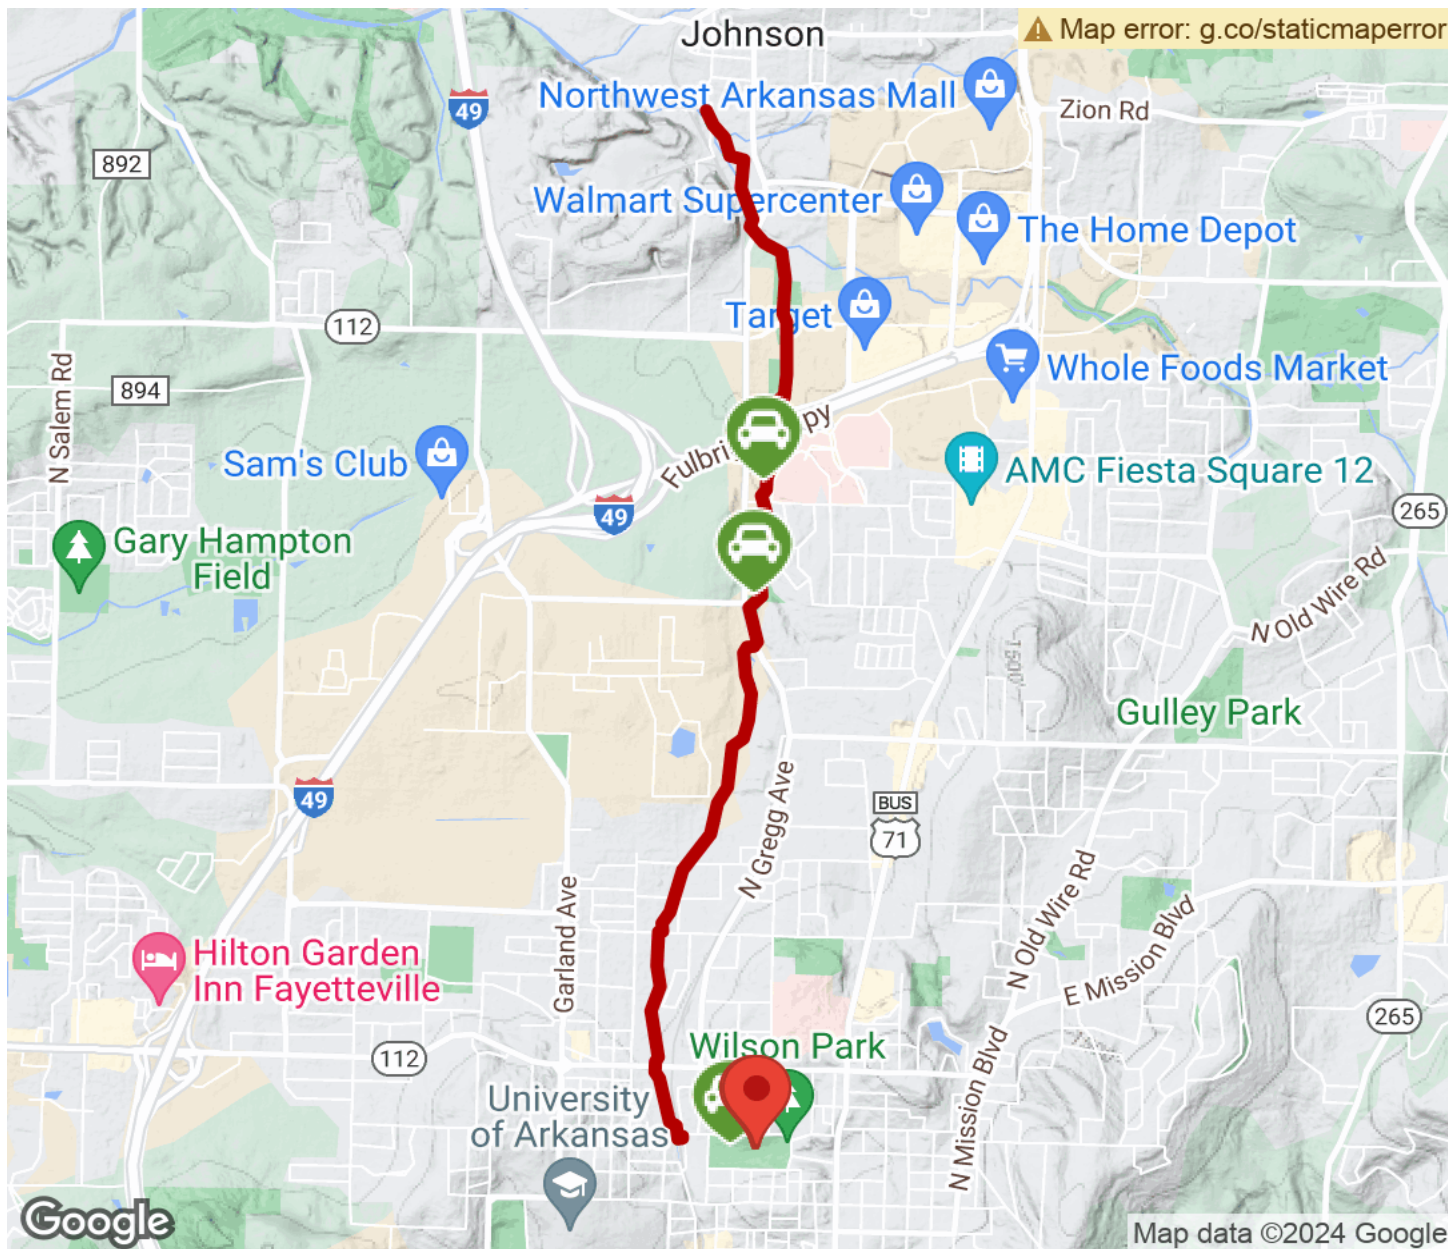 Johnson
Map error: g.co/staticmaperror
49
Northwest Arkansas Mall
Zion Rd
892
Walmart Supercenter
The Home Depot
112
Target
N Salem Rd
894
Whole Foods Market
Fulbri
py
Sam's Club
AMC Fiesta Square 12
49
265
Gary Hampton
Field
N Old Wire Rd
Gulley Park
49
N Gregg Ave
BUS
71
N Old Wire Rd
E Mission Blvd
Garland Ave
Hilton Garden
Inn Fayetteville
265
112
Wilson Park
N Mission Blvd
University
of Arkansas
Google
Map data ©2024 Google